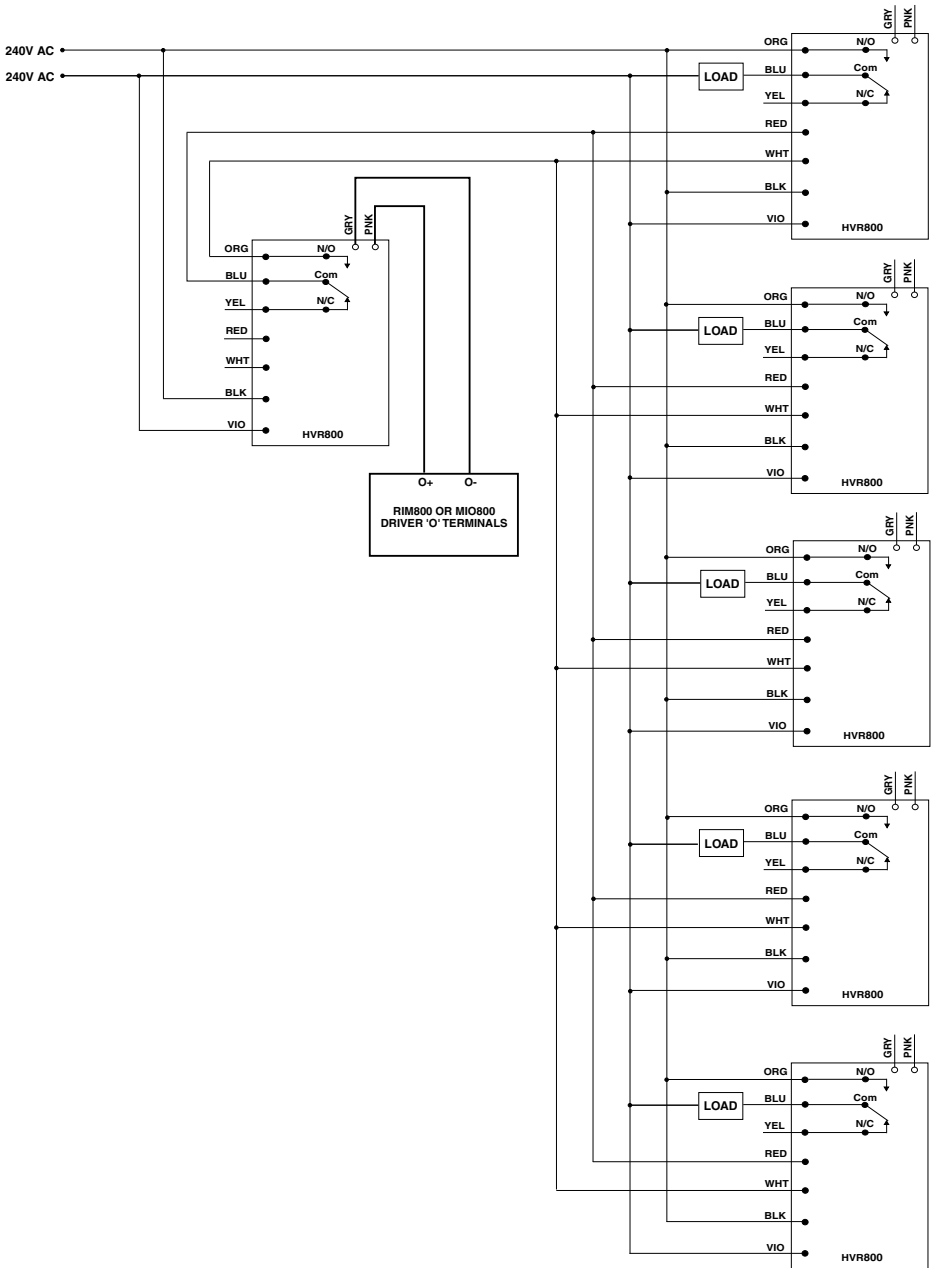 240V AC
240V AC
GRY
PNK
ORG
N/O
LOAD
BLU
Com
YEL
N/C
RED
WHT
BLK
VIO
HVR800
GRY
PNK
ORG
N/O
BLU
Com
YEL
N/C
RED
WHT
BLK
VIO
HVR800
O+ O-
RIM800 OR MIO800
DRIVER 'O' TERMINALS
GRY
PNK
ORG
N/O
LOAD
BLU
Com
YEL
N/C
RED
WHT
BLK
VIO
HVR800
GRY
PNK
ORG
N/O
LOAD
BLU
Com
YEL
N/C
RED
WHT
BLK
VIO
HVR800
GRY
PNK
ORG
N/O
LOAD
BLU
Com
YEL
N/C
RED
WHT
BLK
VIO
HVR800
GRY
PNK
ORG
N/O
LOAD
BLU
Com
YEL
N/C
RED
WHT
BLK
VIO
HVR800